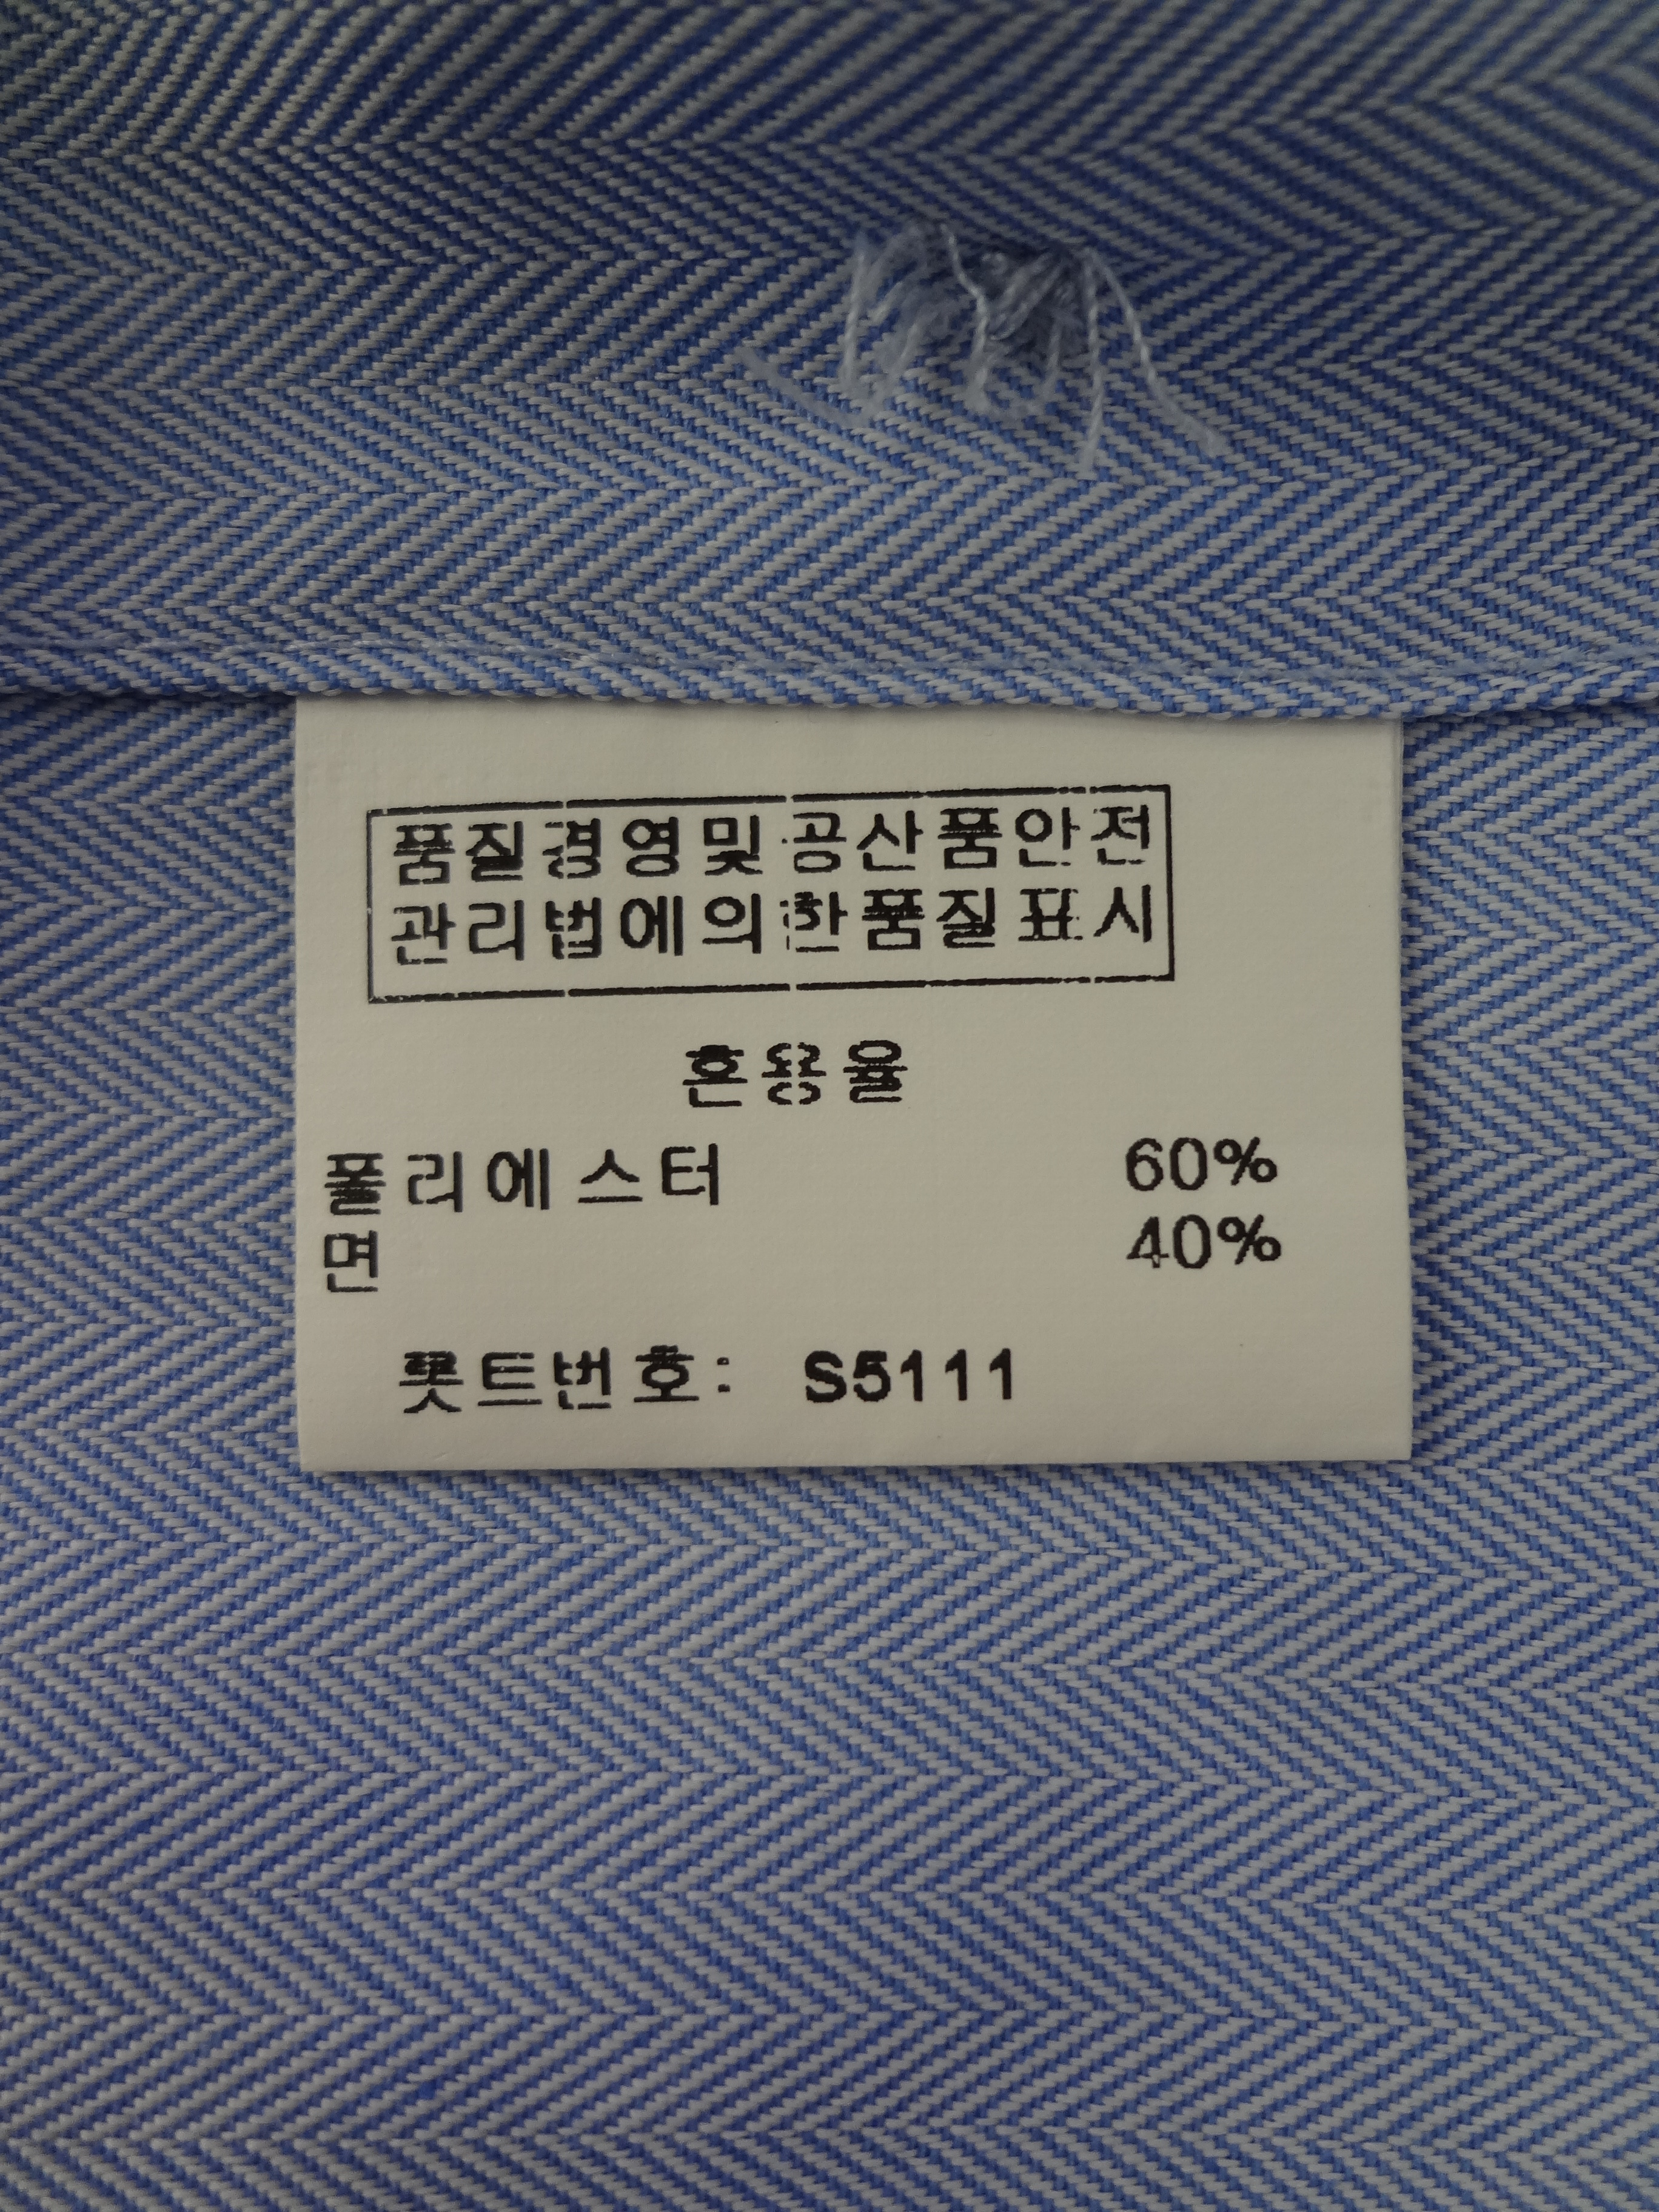 품질경영및공산품안전
관리법에의한품질표시
혼용율
폴리에스터 60%
면 40%
롯트번호: S5111